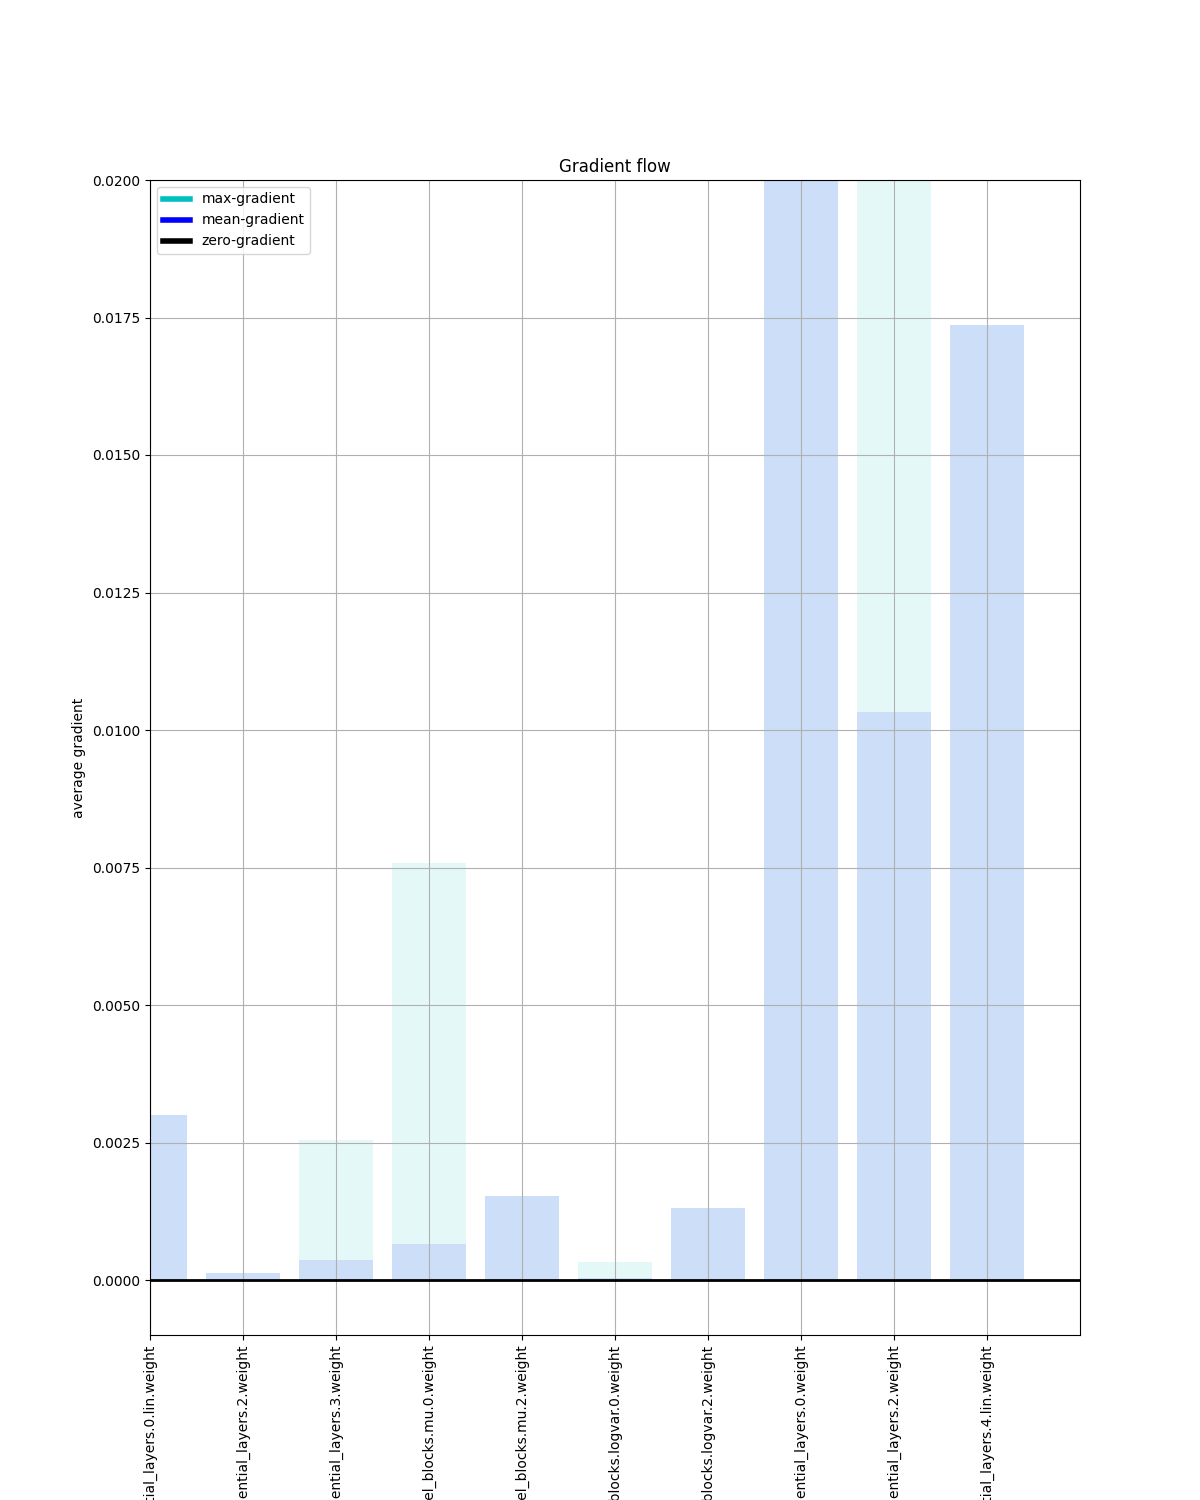 Gradient flow
max-gradient
mean-gradient
zero-gradient
average gradient
0.0200
0.0175
0.0150
0.0125
0.0100
0.0075
0.0050
0.0025
0.0000
tial_layers.0.lin.weight
ential_layers.2.weight
ential_layers.3.weight
el_blocks.mu.0.weight
el_blocks.mu.2.weight
blocks.logvar.0.weight
blocks.logvar.2.weight
ential_layers.0.weight
ential_layers.2.weight
tial_layers.4.lin.weight